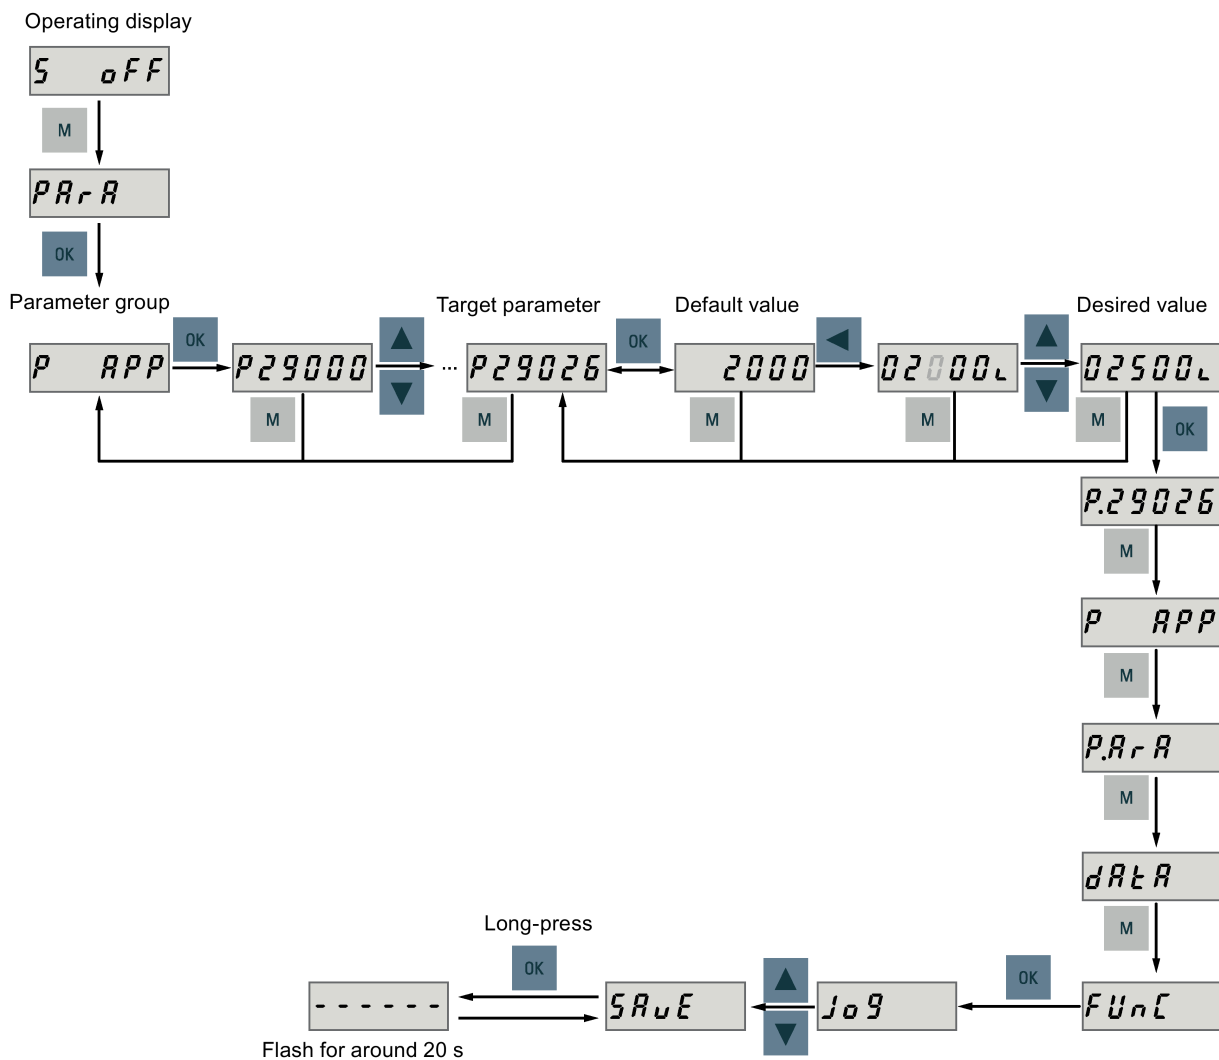 Operating display
S oFF
M
PArA
OK
Parameter group
Target parameter
Default value
Desired value
OK
OK
P APP
P29000
...
P29026
2000
02000L
02500L
M
M
M
M
M
OK
P.29026
M
P APP
M
P.ArA
M
dAtA
Long-press
M
OK
OK
------
SAvE
Jog
FUnC
Flash for around 20 s